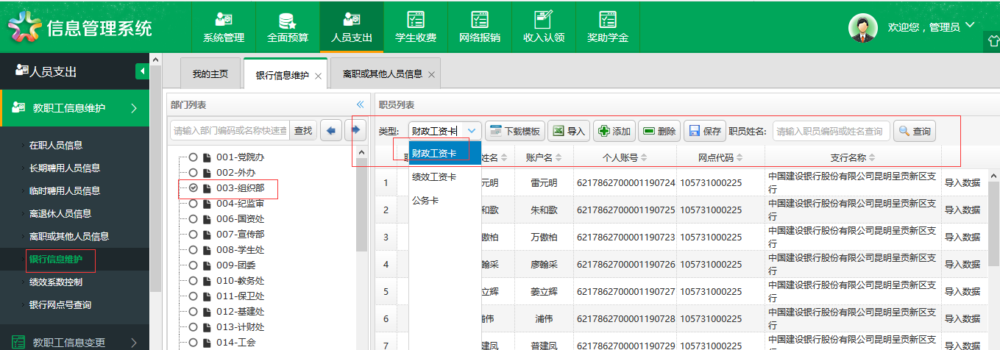 信息管理系统
系统管理
全面预算
人员支出
学生收费
网络报销
收入认领
奖助学金
欢迎您，管理员
人员支出
教职工信息维护
在职人员信息
长期聘用人员信息
临时聘用人员信息
离退休人员信息
离职或其他人员信息
银行信息维护
绩效系数控制
银行网点号查询
教职工信息变更
我的主页
银行信息维护
离职或其他人员信息
部门列表
请输入部门编码或名称快速查
查找
001-党院办
002-外办
003-组织部
004-纪监审
006-国资处
007-宣传部
008-学生处
009-团委
010-教务处
011-保卫处
012-基建处
013-计财处
014-工会
职员列表
类型:
财政工资卡
下载模板
导入
添加
删除
保存
职员姓名:
请输入职员编码或姓名查询
查询
财政工资卡
绩效工资卡
公务卡
姓名 账户名 个人账号 网点代码 支行名称
1 元明 雷元明 6217862700001190724 105731000225 中国建设银行股份有限公司昆明呈贡新区支 导入数据
行
2 和歌 朱和歌 6217862700001190725 105731000225 中国建设银行股份有限公司昆明呈贡新区支 导入数据
行
3 傲柏 万傲柏 6217862700001190723 105731000225 中国建设银行股份有限公司昆明呈贡新区支 导入数据
行
4 翰采 廖翰采 6217862700001190726 105731000225 中国建设银行股份有限公司昆明呈贡新区支 导入数据
行
5 立辉 姜立辉 6217862700001190727 105731000225 中国建设银行股份有限公司昆明呈贡新区支 导入数据
行
6 伟 浦伟 6217862700001190728 105731000225 中国建设银行股份有限公司昆明呈贡新区支 导入数据
行
7 建凤 普建凤 6217862700001190729 105731000225 中国建设银行股份有限公司昆明呈贡新区支 导入数据